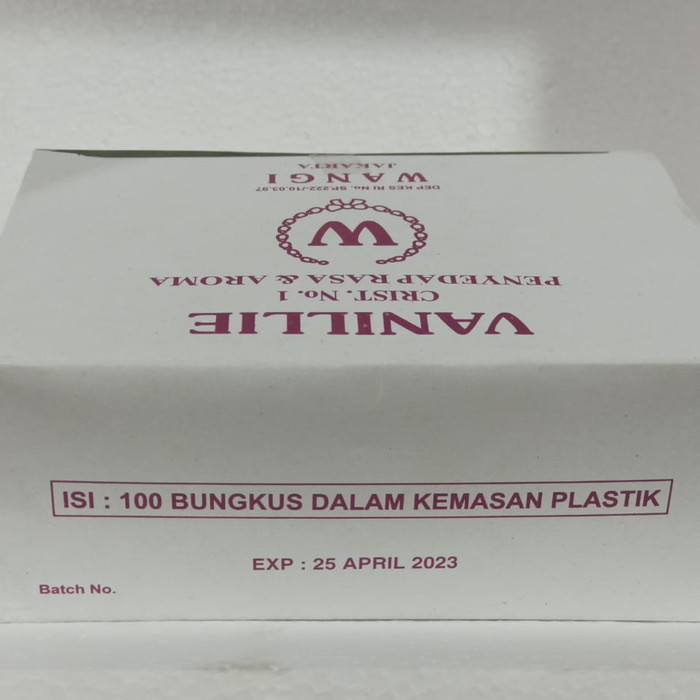 VANILLIE
CRIST. No. 1
PENYEDAP RASA & AROMA
W
DEP KES RI No. SP.222-/10.03.97
WANGI
JAKARTA
ISI : 100 BUNGKUS DALAM KEMASAN PLASTIK
EXP : 25 APRIL 2023
Batch No.